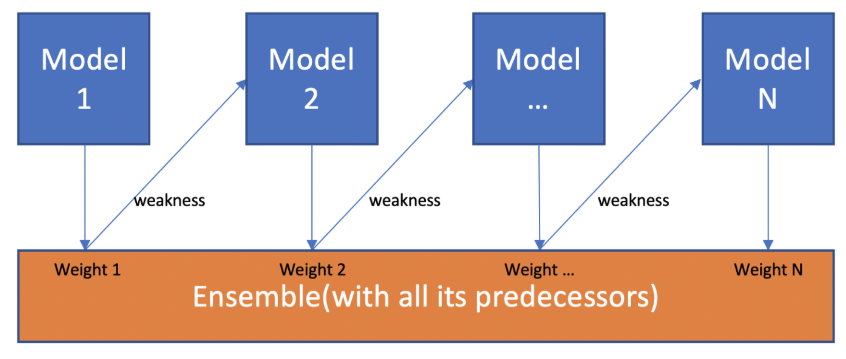 Model
1
Model
2
Model
...
Model
N
weakness
weakness
weakness
Weight 1
Weight 2
Weight ...
Weight N
Ensemble(with all its predecessors)